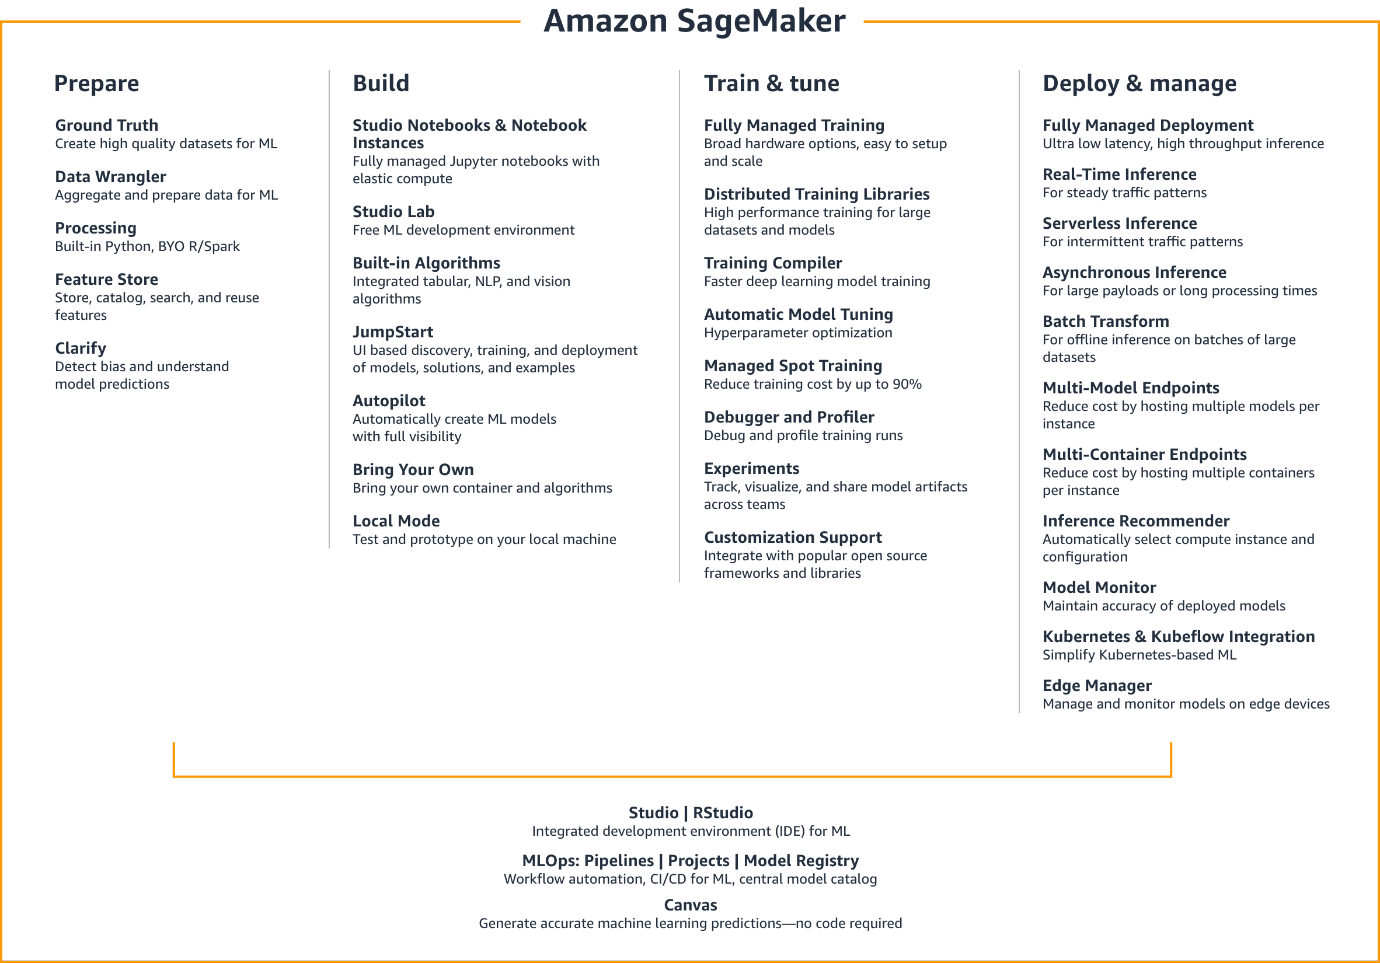 Amazon SageMaker
Prepare
Ground Truth
Create high quality datasets for ML
Data Wrangler
Aggregate and prepare data for ML
Processing
Built-in Python, BYO R/Spark
Feature Store
Store, catalog, search, and reuse
features
Clarify
Detect bias and understand
model predictions
Build
Studio Notebooks & Notebook
Instances
Fully managed Jupyter notebooks with
elastic compute
Studio Lab
Free ML development environment
Built-in Algorithms
Integrated tabular, NLP, and vision
algorithms
JumpStart
UI based discovery, training, and deployment
of models, solutions, and examples
Autopilot
Automatically create ML models
with full visibility
Bring Your Own
Bring your own container and algorithms
Local Mode
Test and prototype on your local machine
Train & tune
Fully Managed Training
Broad hardware options, easy to setup
and scale
Distributed Training Libraries
High performance training for large
datasets and models
Training Compiler
Faster deep learning model training
Automatic Model Tuning
Hyperparameter optimization
Managed Spot Training
Reduce training cost by up to 90%
Debugger and Profiler
Debug and profile training runs
Experiments
Track, visualize, and share model artifacts
across teams
Customization Support
Integrate with popular open source
frameworks and libraries
Deploy & manage
Fully Managed Deployment
Ultra low latency, high throughput inference
Real-Time Inference
For steady traffic patterns
Serverless Inference
For intermittent traffic patterns
Asynchronous Inference
For large payloads or long processing times
Batch Transform
For offline inference on batches of large
datasets
Multi-Model Endpoints
Reduce cost by hosting multiple models per
instance
Multi-Container Endpoints
Reduce cost by hosting multiple containers
per instance
Inference Recommender
Automatically select compute instance and
configuration
Model Monitor
Maintain accuracy of deployed models
Kubernetes & Kubeflow Integration
Simplify Kubernetes-based ML
Edge Manager
Manage and monitor models on edge devices
Studio | RStudio
Integrated development environment (IDE) for ML
MLOps: Pipelines | Projects | Model Registry
Workflow automation, CI/CD for ML, central model catalog
Canvas
Generate accurate machine learning predictions—no code required